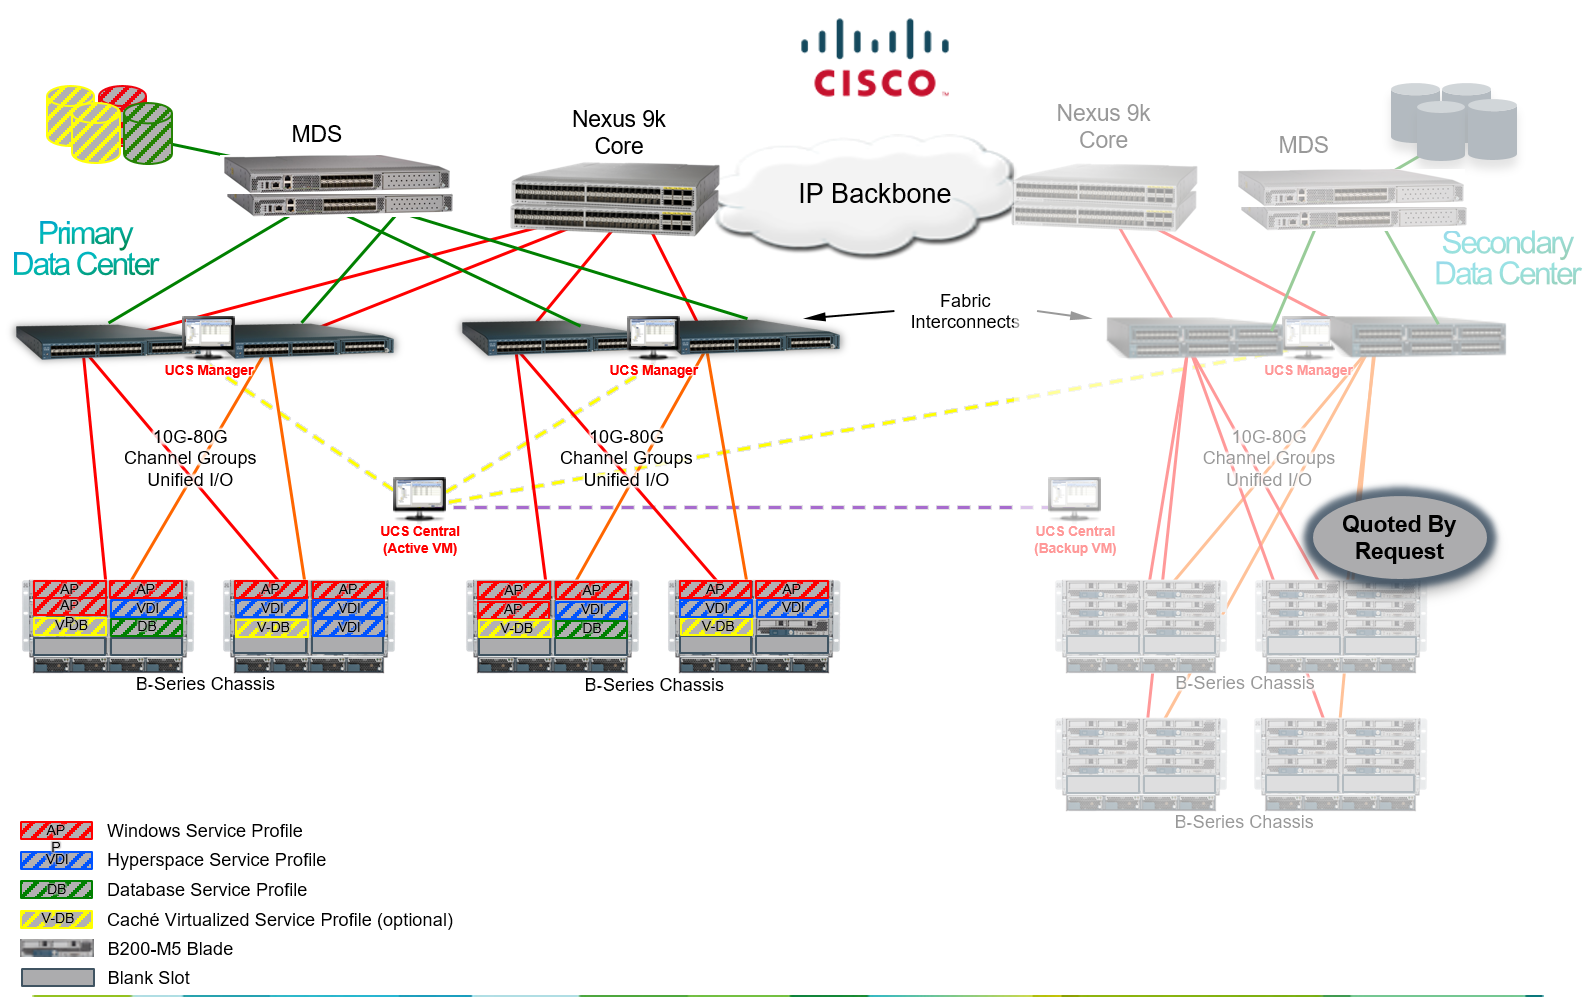 CISCO
™
MDS
Nexus 9k
Core
Nexus 9k
Core
MDS
IP Backbone
Primary
Data Center
Secondary
Data Center
Fabric
Interconnects
UCS Manager
UCS Manager
UCS Manager
10G-80G
Channel Groups
Unified I/O
10G-80G
Channel Groups
Unified I/O
10G-80G
Channel Groups
Unified I/O
UCS Central
(Active VM)
UCS Central
(Backup VM)
Quoted By
Request
AP AP
AP
P
VDI
V-DB DB
AP AP
VDI VDI
V-DB VDI
AP AP
AP VDI
V-DB DB
AP AP
VDI VDI
V-DB
B-Series Chassis
B-Series Chassis
B-Series Chassis
B-Series Chassis
AP
P
Windows Service Profile
VDI Hyperspace Service Profile
DB Database Service Profile
V-DB Caché Virtualized Service Profile (optional)
B200-M5 Blade
Blank Slot